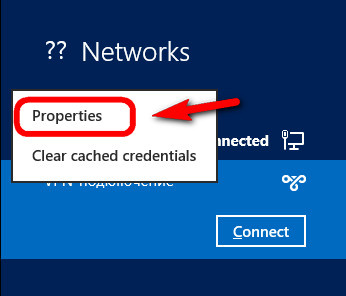 ?? Networks
Properties
nnected
Clear cached credentials
VPN-подключение
Connect